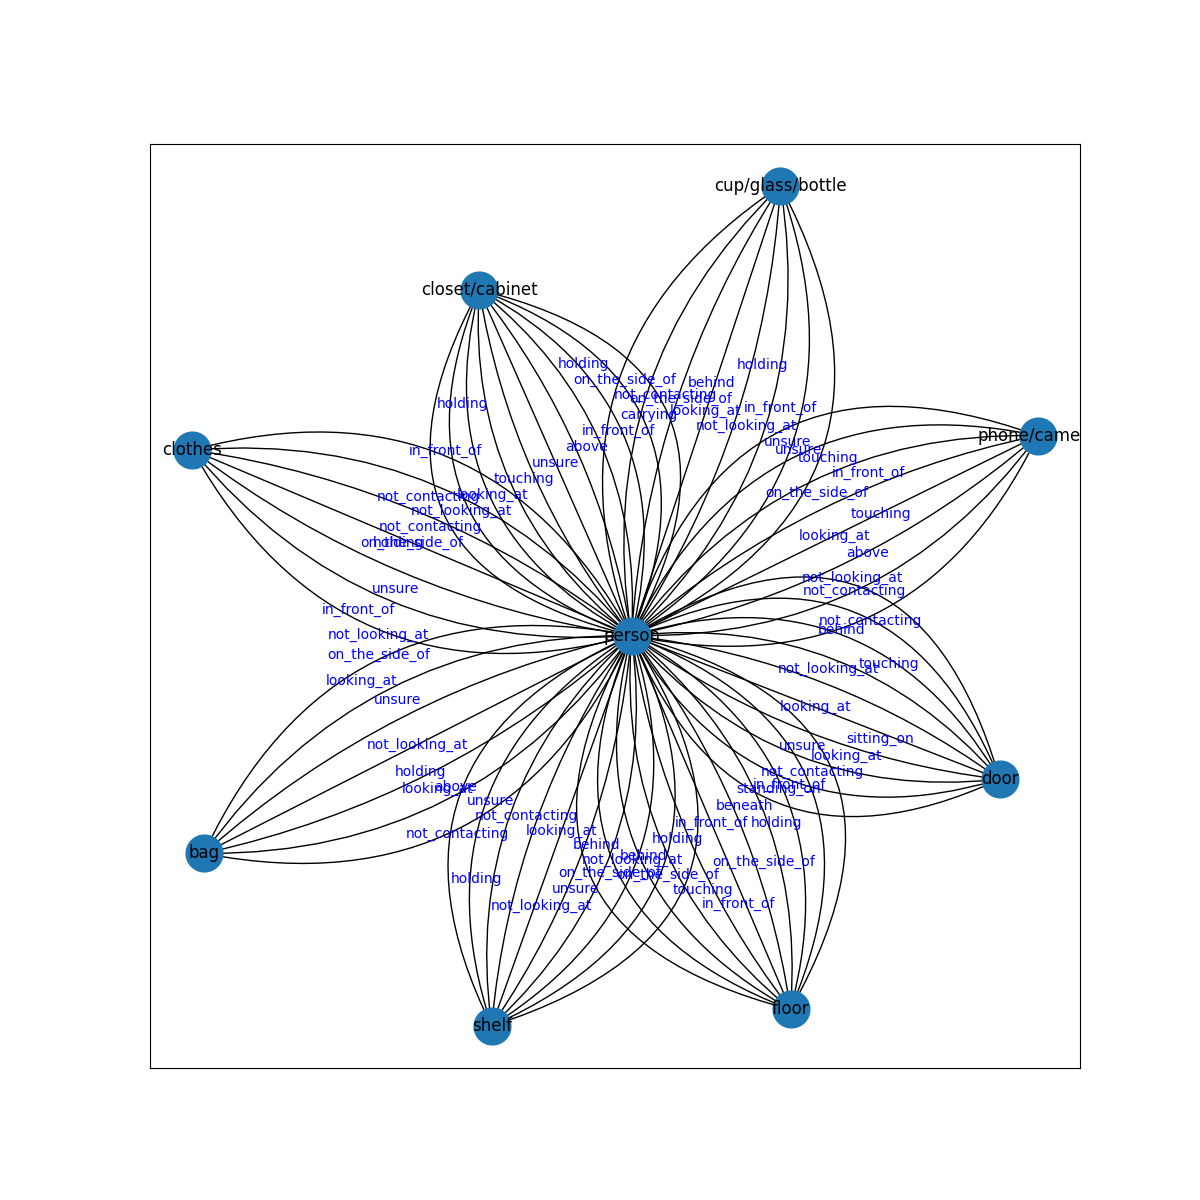 cup/glass/bottle
closet/cabinet
holding
holding
on_the_side_of
behind
not_contacting
on_the_side_of
holding
in_front_of
carrying
looking_at
not_looking_at
in_front_of
phone/came
unsure
above
in_front_of
clothes
unsure
touching
unsure
in_front_of
touching
on_the_side_of
looking_at
not_contacting
not_looking_at
touching
not_contacting
looking_at
on_the_side_of
holding
above
not_looking_at
unsure
not_contacting
in_front_of
not_contacting
behind
not_looking_at
person
on_the_side_of
touching
not_looking_at
looking_at
unsure
looking_at
sitting_on
not_looking_at
unsure
looking_at
holding
not_contacting
door
looking_at
above
in_front_of
standing_on
unsure
beneath
not_contacting
in_front_of
holding
looking_at
not_contacting
holding
behind
bag
behind
not_looking_at
on_the_side_of
on_the_side_of
on_the_side_of
holding
unsure
touching
not_looking_at
in_front_of
floor
shelf